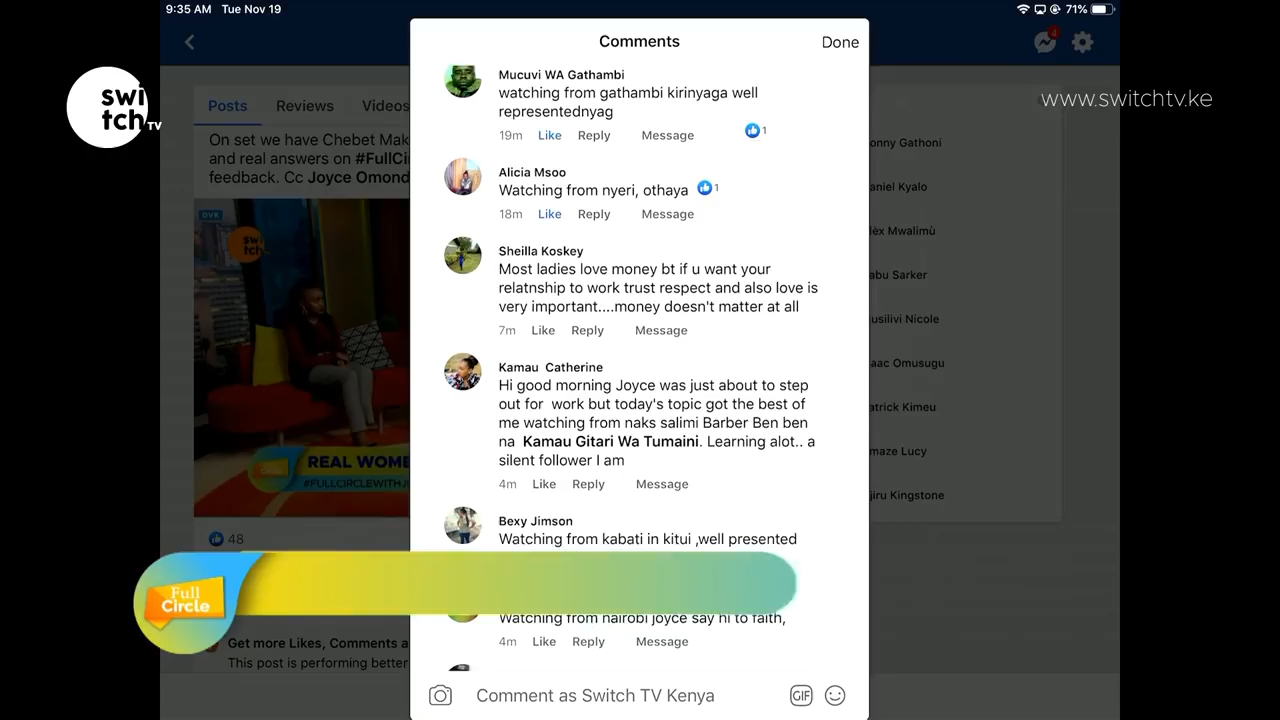 9:35 AM Tue Nov 19
71%
Comments
Done
4
swi
tch
TV
www.switchtv.ke
Posts
Reviews
Videos
On set we have Chebet Mak
and real answers on #FullCi
feedback. Cc Joyce Omond
OVK
swi
tch
REAL WOME
#FULLCIRCLEWITHJ
48
Get more Likes, Comments a
This post is performing better
Mucuvi WA Gathambi
watching from gathambi kirinyaga well
representednyag
19m Like Reply Message
1
Alicia Msoo
Watching from nyeri, othaya
1
18m Like Reply Message
Sheilla Koskey
Most ladies love money bt if u want your
relatnship to work trust respect and also love is
very important....money doesn't matter at all
7m Like Reply Message
Kamau Catherine
Hi good morning Joyce was just about to step
out for work but today's topic got the best of
me watching from naks salimi Barber Ben ben
na Kamau Gitari Wa Tumaini. Learning alot.. a
silent follower I am
4m Like Reply Message
Bexy Jimson
Watching from kabati in kitui ,well presented
Full
Circle
Watching from nairobi joyce say hi to faith,
4m Like Reply Message
Comment as Switch TV Kenya
GIF
onny Gathoni
aniel Kyalo
lèx Mwalimù
abu Sarker
usilivi Nicole
aac Omusugu
atrick Kimeu
maze Lucy
jiru Kingstone